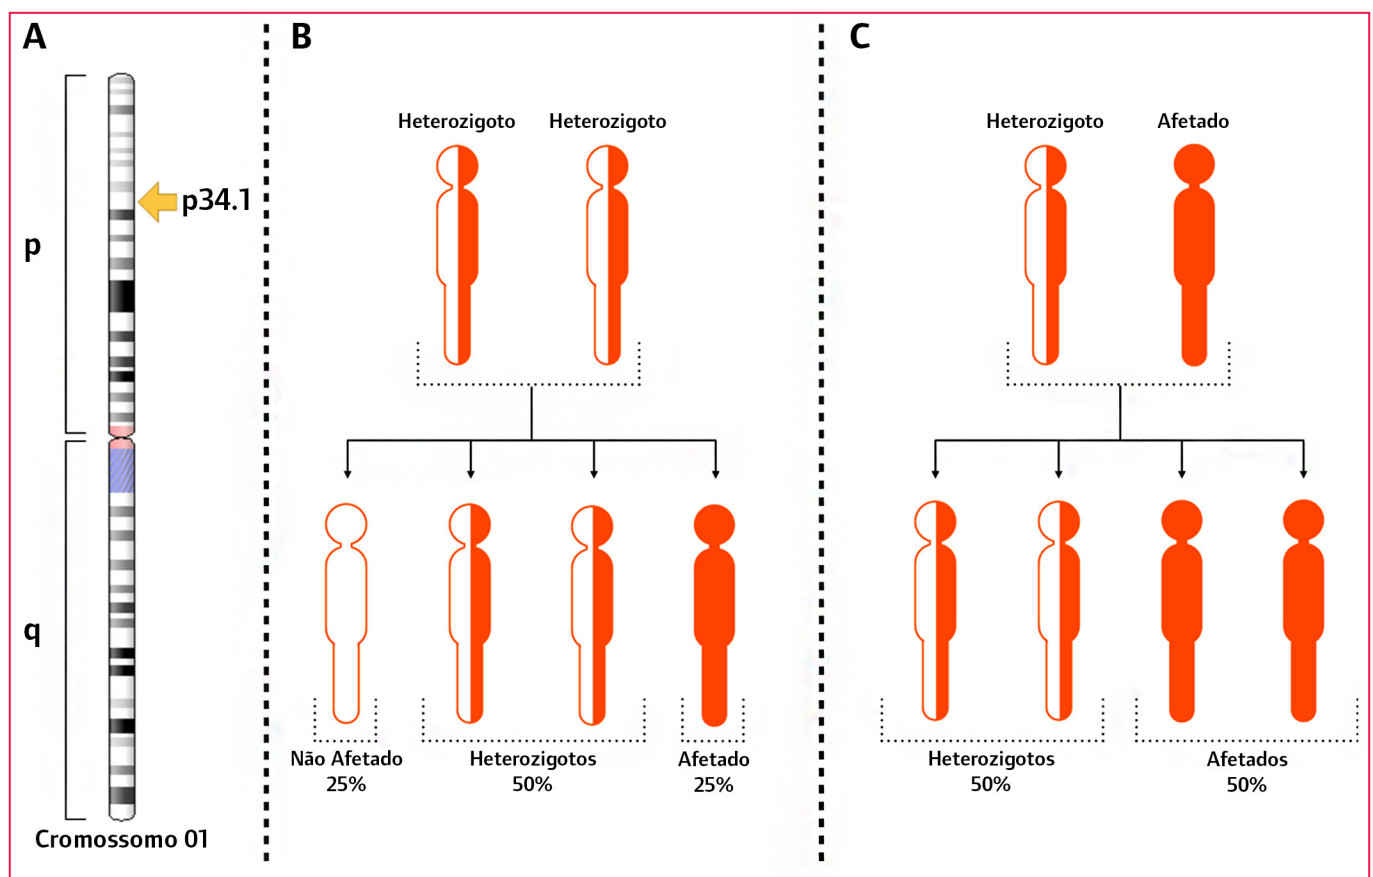 A
p
p34.1
q
Cromossomo 01
B
Heterozigoto Heterozigoto
Não Afetado
25%
Heterozigotos
50%
Afetado
25%
C
Heterozigoto Afetado
Heterozigotos
50%
Afetados
50%